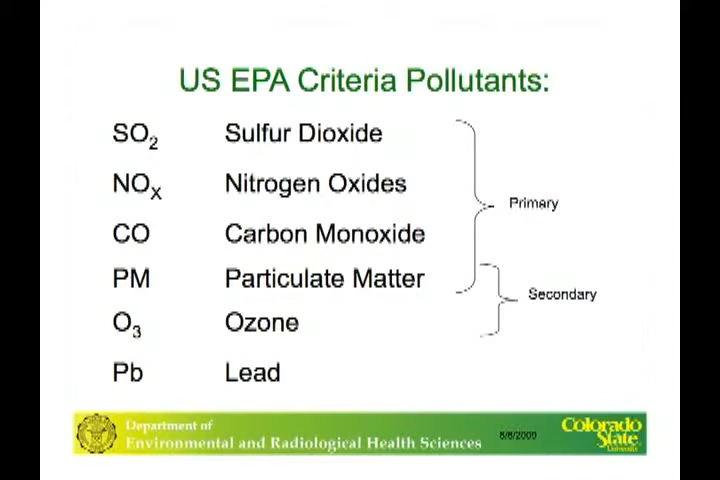 US EPA Criteria Pollutants:
SO2 Sulfur Dioxide
NOX Nitrogen Oxides
CO Carbon Monoxide
PM Particulate Matter
O3 Ozone
Pb Lead
Primary
Secondary
Department of
Environmental and Radiological Health Sciences
8/6/2009
Colorado
State
University